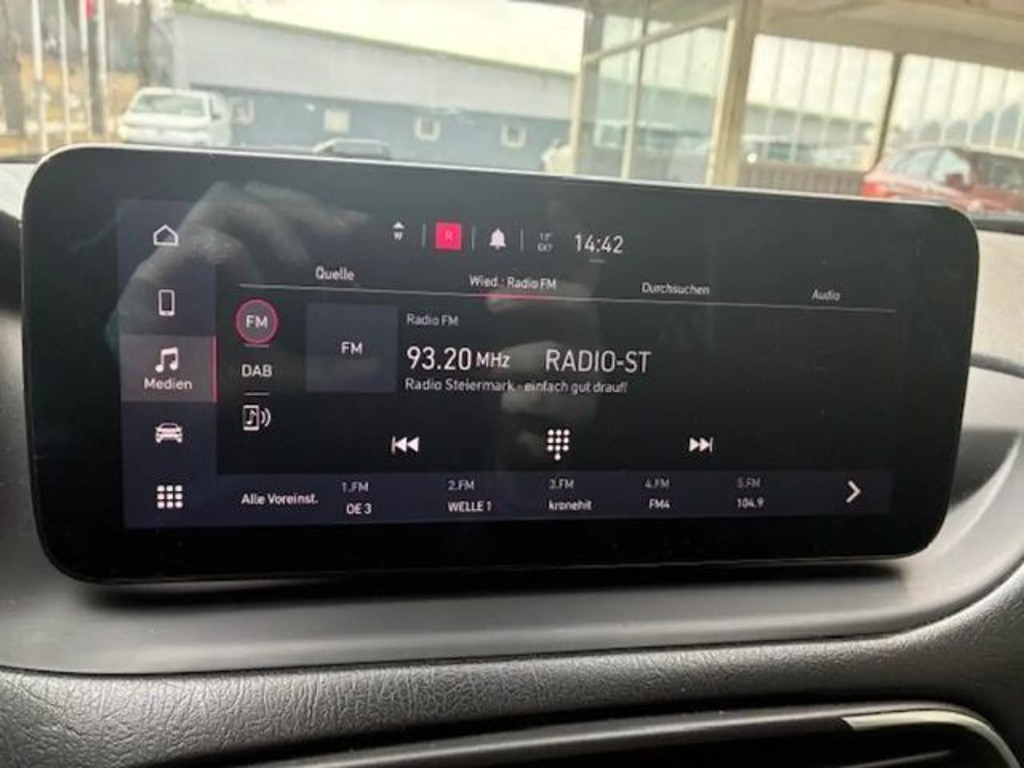 W R 12° EXT 14:42
Quelle Wied.: Radio FM Durchsuchen Audio
FM
DAB
Medien
FM
Radio FM
93.20 MHz RADIO-ST
Radio Steiermark - einfach gut drauf!
Alle Voreinst.
1.FM
OE 3
2.FM
WELLE 1
3.FM
kronehit
4.FM
FM4
5.FM
104.9